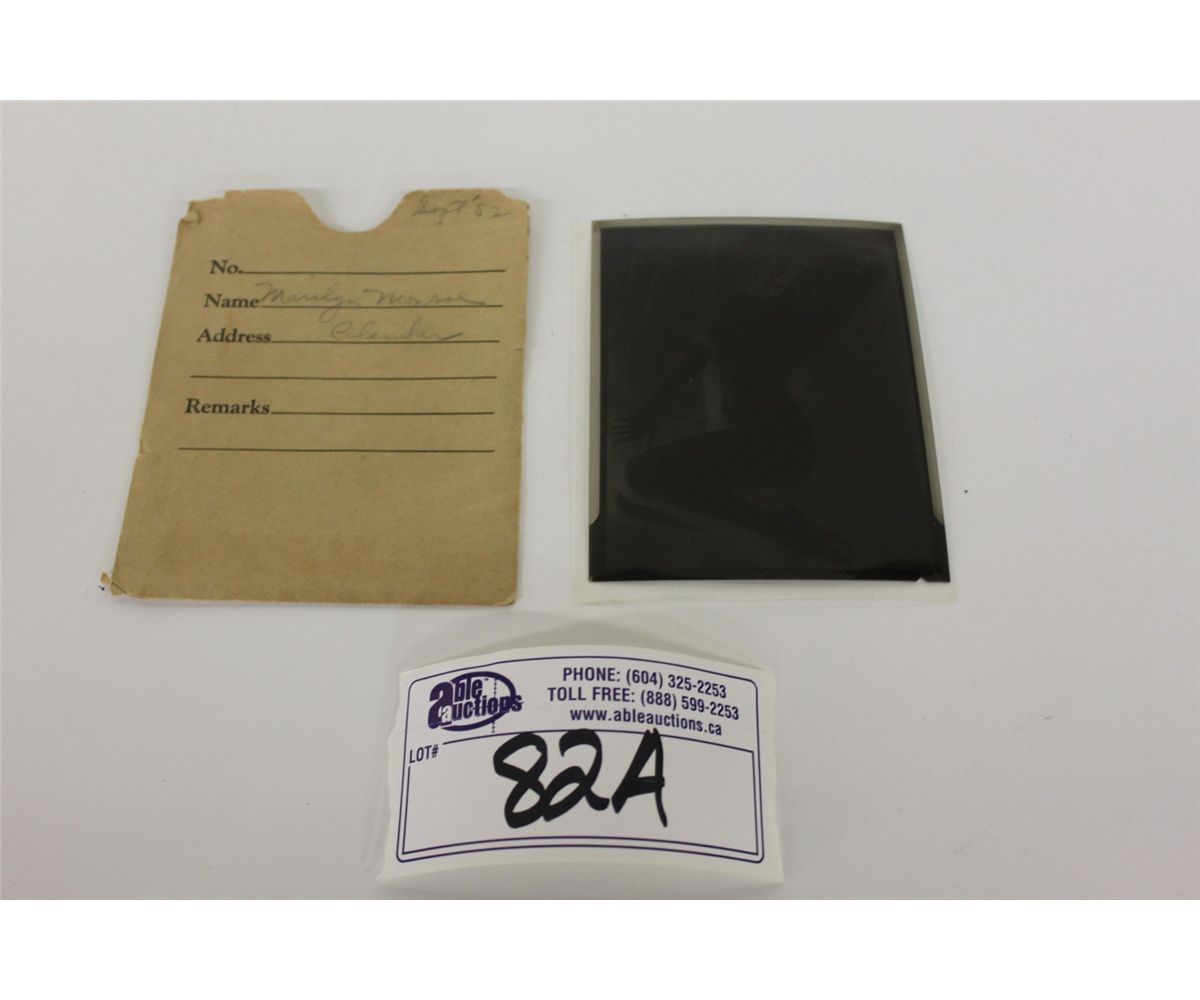 Sept '52
No.
Name Marilyn Monroe
Address Calendar
Remarks
able auctions™
PHONE: (604) 325-2253
TOLL FREE: (888) 599-2253
www.ableauctions.ca
LOT#
82A